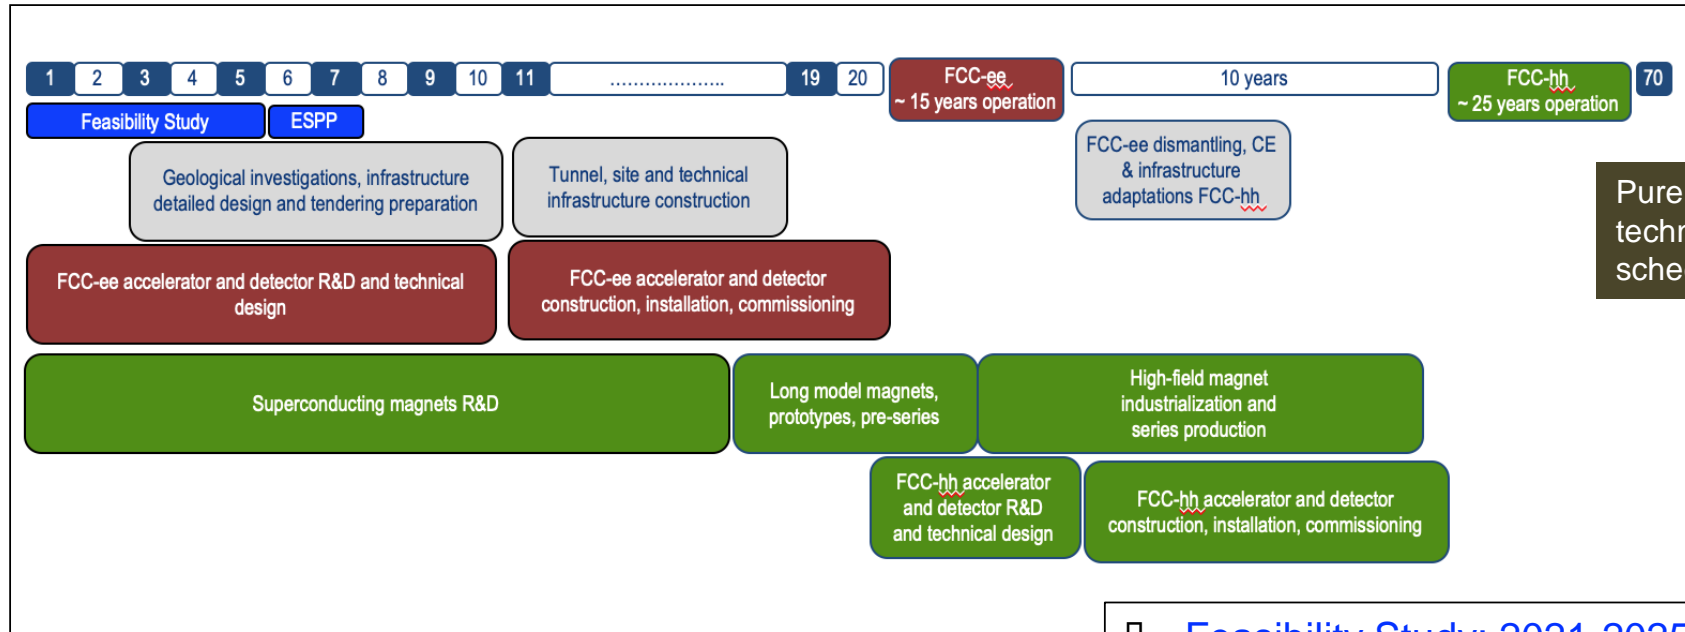 1 2 3 4 5 6 7 8 9 10 11 ……………….. 19 20
FCC-ee
~ 15 years operation
10 years
FCC-hh
~ 25 years operation
70
Feasibility Study
ESPP
Geological investigations, infrastructure
detailed design and tendering preparation
Tunnel, site and technical
infrastructure construction
FCC-ee dismantling, CE
& infrastructure
adaptations FCC-hh
Pure
FCC-ee accelerator and detector R&D and technical
design
FCC-ee accelerator and detector
construction, installation, commissioning
Superconducting magnets R&D
Long model magnets,
prototypes, pre-series
High-field magnet
industrialization and
series production
FCC-hh accelerator
and detector R&D
and technical design
FCC-hh accelerator and detector
construction, installation, commissioning
Feasibility Study: 2021-2025